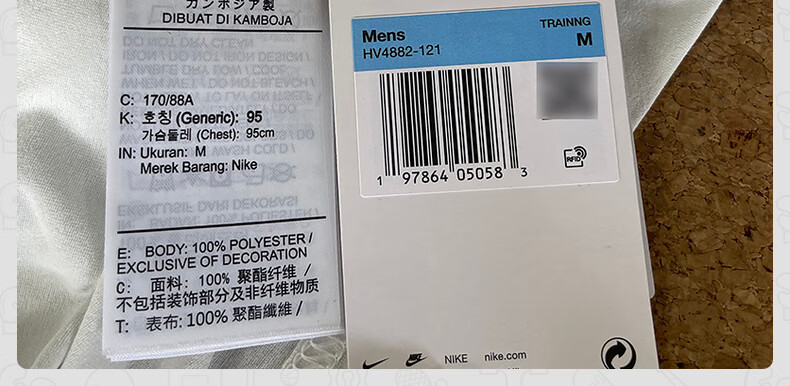 カンボジア製
DIBUAT DI KAMBOJA
C: 170/88A
K: 호칭 (Generic): 95
가슴둘레 (Chest): 95cm
IN: Ukuran: M
Merek Barang: Nike
E: BODY: 100% POLYESTER /
EXCLUSIVE OF DECORATION
C: 面料: 100% 聚酯纤维 /
不包括装饰部分及非纤维物质
T: 表布: 100% 聚酯纖維 /
Mens
TRAINNG
HV4882-121
M
RFID
1 97864 05058 3
NIKE nike.com